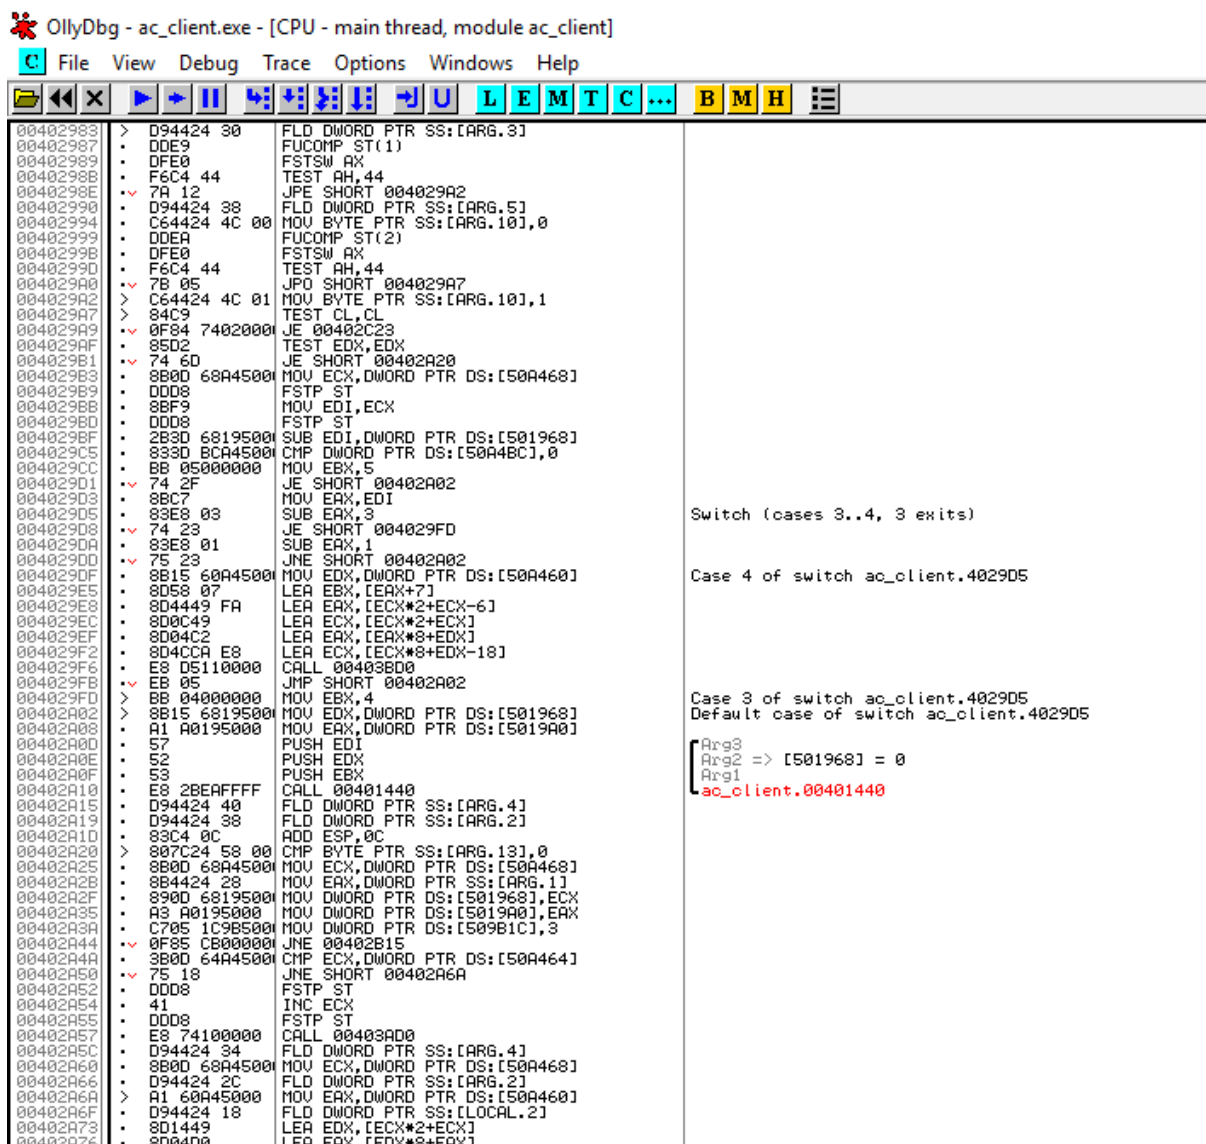 OllyDbg - ac_client.exe - [CPU - main thread, module ac_client]
C File View Debug Trace Options Windows Help
L E M T C ... B M H
00402983 > D94424 30 FLD DWORD PTR SS:[ARG.3]
00402987 . DDE9 FUCOMP ST(1)
00402989 . DFE0 FSTSW AX
0040298B . F6C4 44 TEST AH,44
0040298E .v 7A 12 JPE SHORT 004029A2
00402990 . D94424 38 FLD DWORD PTR SS:[ARG.5]
00402994 . C64424 4C 00 MOV BYTE PTR SS:[ARG.10],0
00402999 . DDEA FUCOMP ST(2)
0040299B . DFE0 FSTSW AX
0040299D . F6C4 44 TEST AH,44
004029A0 .v 7B 05 JPO SHORT 004029A7
004029A2 > C64424 4C 01 MOV BYTE PTR SS:[ARG.10],1
004029A7 > 84C9 TEST CL,CL
004029A9 .v 0F84 7402000 JE 00402C23
004029AF . 85D2 TEST EDX,EDX
004029B1 .v 74 6D JE SHORT 00402A20
004029B3 . 8B0D 68A4500 MOV ECX,DWORD PTR DS:[50A468]
004029B9 . DDD8 FSTP ST
004029BB . 8BF9 MOV EDI,ECX
004029BD . DDD8 FSTP ST
004029BF . 2B3D 6819500 SUB EDI,DWORD PTR DS:[501968]
004029C5 . 833D BCA4500 CMP DWORD PTR DS:[50A4BC],0
004029CC . BB 05000000 MOV EBX,5
004029D1 .v 74 2F JE SHORT 00402A02
004029D3 . 8BC7 MOV EAX,EDI
004029D5 . 83E8 03 SUB EAX,3 Switch (cases 3..4, 3 exits)
004029D8 .v 74 23 JE SHORT 004029FD
004029DA . 83E8 01 SUB EAX,1
004029DD .v 75 23 JNE SHORT 00402A02
004029DF . 8B15 60A4500 MOV EDX,DWORD PTR DS:[50A460] Case 4 of switch ac_client.4029D5
004029E5 . 8D58 07 LEA EBX,[EAX+7]
004029E8 . 8D4449 FA LEA EAX,[ECX*2+ECX-6]
004029EC . 8D0C49 LEA ECX,[ECX*2+ECX]
004029EF . 8D04C2 LEA EAX,[EAX*8+EDX]
004029F2 . 8D4CCA E8 LEA ECX,[ECX*8+EDX-18]
004029F6 . E8 D5110000 CALL 00403BD0
004029FB .v EB 05 JMP SHORT 00402A02
004029FD > BB 04000000 MOV EBX,4 Case 3 of switch ac_client.4029D5
00402A02 > 8B15 6819500 MOV EDX,DWORD PTR DS:[501968] Default case of switch ac_client.4029D5
00402A08 . A1 A0195000 MOV EAX,DWORD PTR DS:[5019A0]
00402A0D . 57 PUSH EDI Arg3
00402A0E . 52 PUSH EDX Arg2 => [501968] = 0
00402A0F . 53 PUSH EBX Arg1
00402A10 . E8 2BEAFFFF CALL 00401440 ac_client.00401440
00402A15 . D94424 40 FLD DWORD PTR SS:[ARG.4]
00402A19 . D94424 38 FLD DWORD PTR SS:[ARG.2]
00402A1D . 83C4 0C ADD ESP,0C
00402A20 > 807C24 58 00 CMP BYTE PTR SS:[ARG.13],0
00402A25 . 8B0D 68A4500 MOV ECX,DWORD PTR DS:[50A468]
00402A2B . 8B4424 28 MOV EAX,DWORD PTR SS:[ARG.1]
00402A2F . 890D 6819500 MOV DWORD PTR DS:[501968],ECX
00402A35 . A3 A0195000 MOV DWORD PTR DS:[5019A0],EAX
00402A3A . C705 1C9B500 MOV DWORD PTR DS:[509B1C],3
00402A44 .v 0F85 CB00000 JNE 00402B15
00402A4A . 3B0D 64A4500 CMP ECX,DWORD PTR DS:[50A464]
00402A50 .v 75 18 JNE SHORT 00402A6A
00402A52 . DDD8 FSTP ST
00402A54 . 41 INC ECX
00402A55 . DDD8 FSTP ST
00402A57 . E8 74100000 CALL 00403AD0
00402A5C . D94424 34 FLD DWORD PTR SS:[ARG.4]
00402A60 . 8B0D 68A4500 MOV ECX,DWORD PTR DS:[50A468]
00402A66 . D94424 2C FLD DWORD PTR SS:[ARG.2]
00402A6A > A1 60A45000 MOV EAX,DWORD PTR DS:[50A460]
00402A6F . D94424 18 FLD DWORD PTR SS:[LOCAL.2]
00402A73 . 8D1449 LEA EDX,[ECX*2+ECX]
00402A76 . 8D04D0 LEA EAX,[EDX*8+EAX]